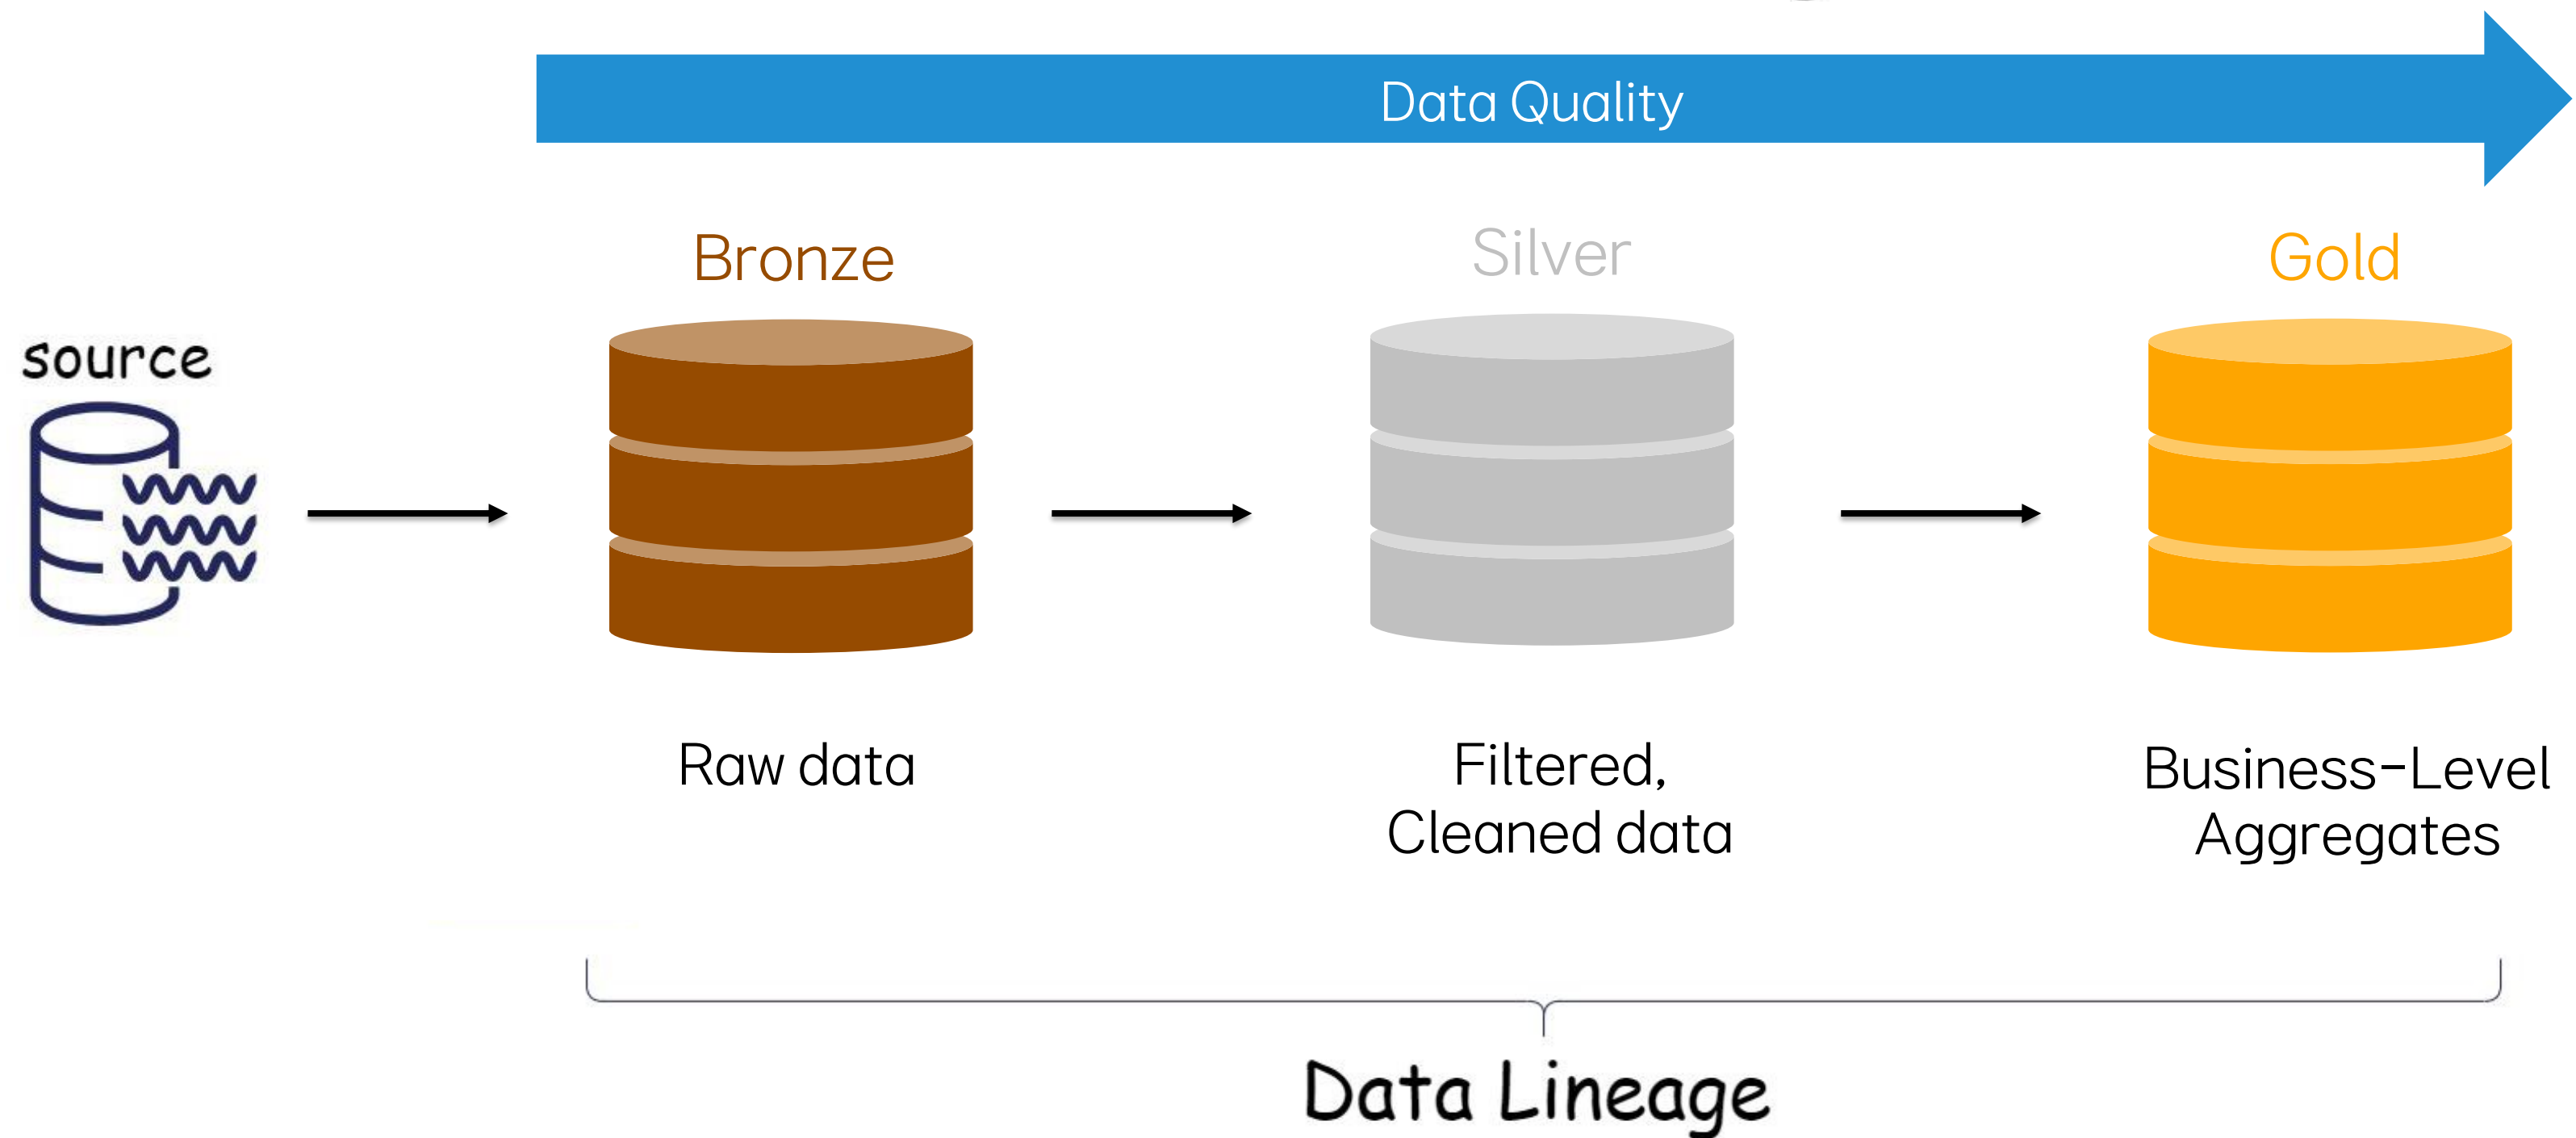 Data Quality
Bronze
Silver
Gold
source
Raw data
Filtered,
Cleaned data
Business-Level
Aggregates
Data Lineage